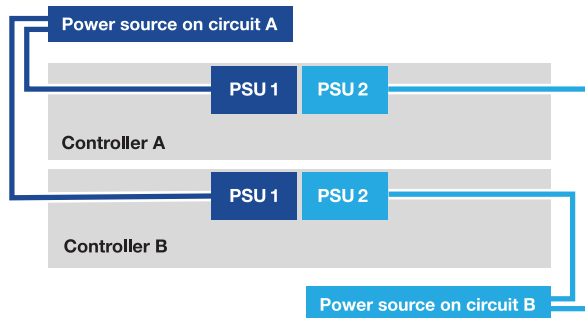 Power source on circuit A
PSU 1
PSU 2
Controller A
PSU 1
PSU 2
Controller B
Power source on circuit B